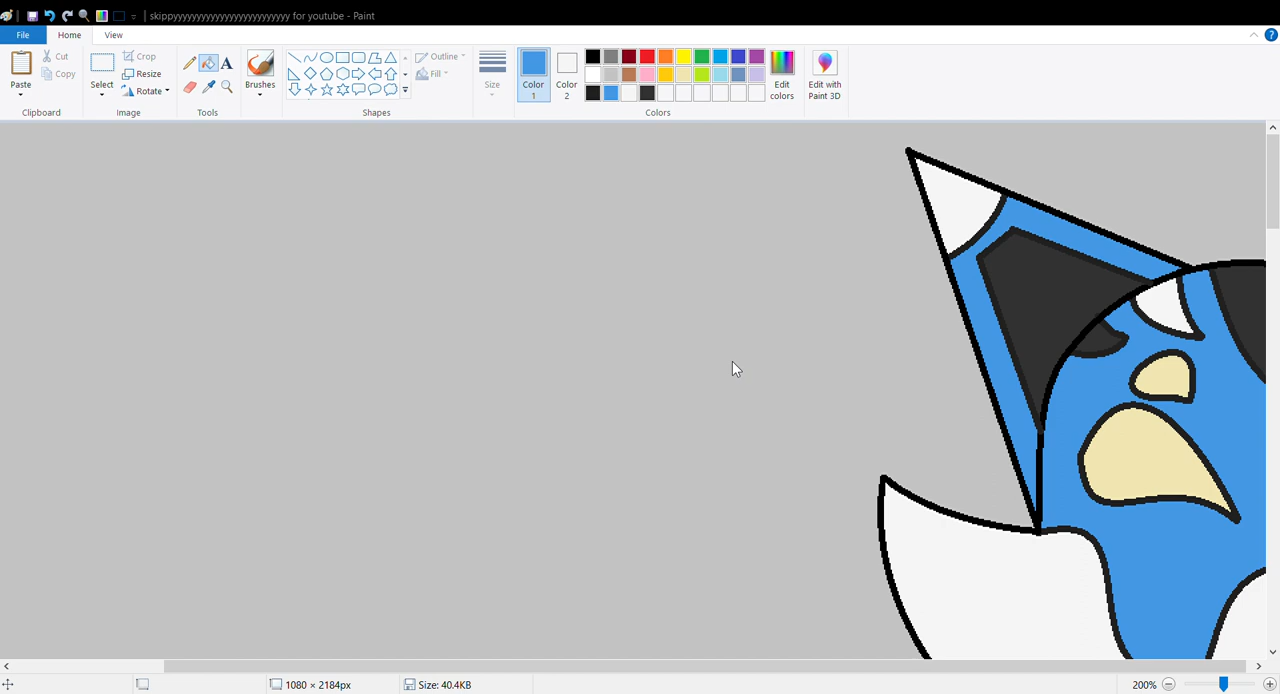 skippyyyyyyyyyyyyyyyyyyyyyyyyyy for youtube - Paint
File Home View
Paste
Cut
Copy
Clipboard
Select
Crop
Resize
Rotate
Image
A
Tools
Brushes
Outline
Fill
Shapes
Size
Color 1
Color 2
Edit colors
Colors
Edit with Paint 3D
?
1080 × 2184px
Size: 40.4KB
200%